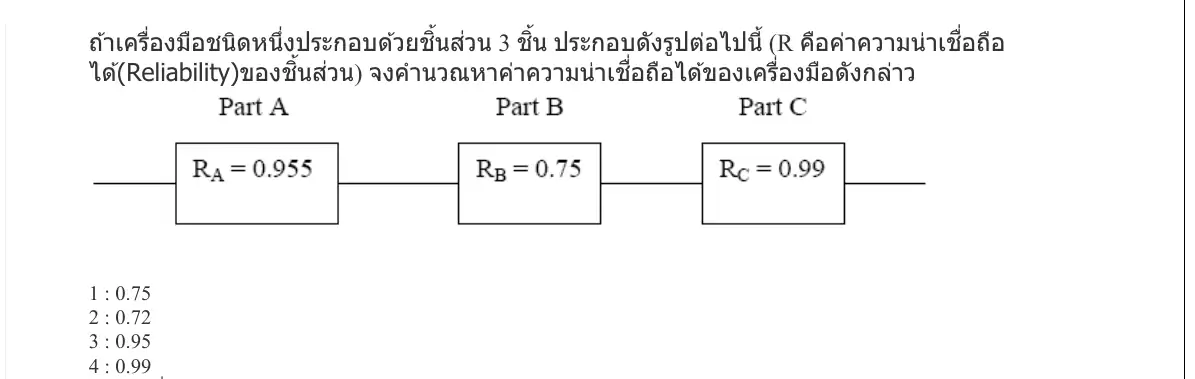 ถ้าเครื่องมือชนิดหนึ่งประกอบด้วยชิ้นส่วน 3 ชิ้น ประกอบดังรูปต่อไปนี้ (R คือค่าความน่าเชื่อถือ
ได้(Reliability)ของชิ้นส่วน) จงคำนวณหาค่าความน่าเชื่อถือได้ของเครื่องมือดังกล่าว
Part A Part B Part C
RA = 0.955 RB = 0.75 RC = 0.99
1 : 0.75
2 : 0.72
3 : 0.95
4 : 0.99